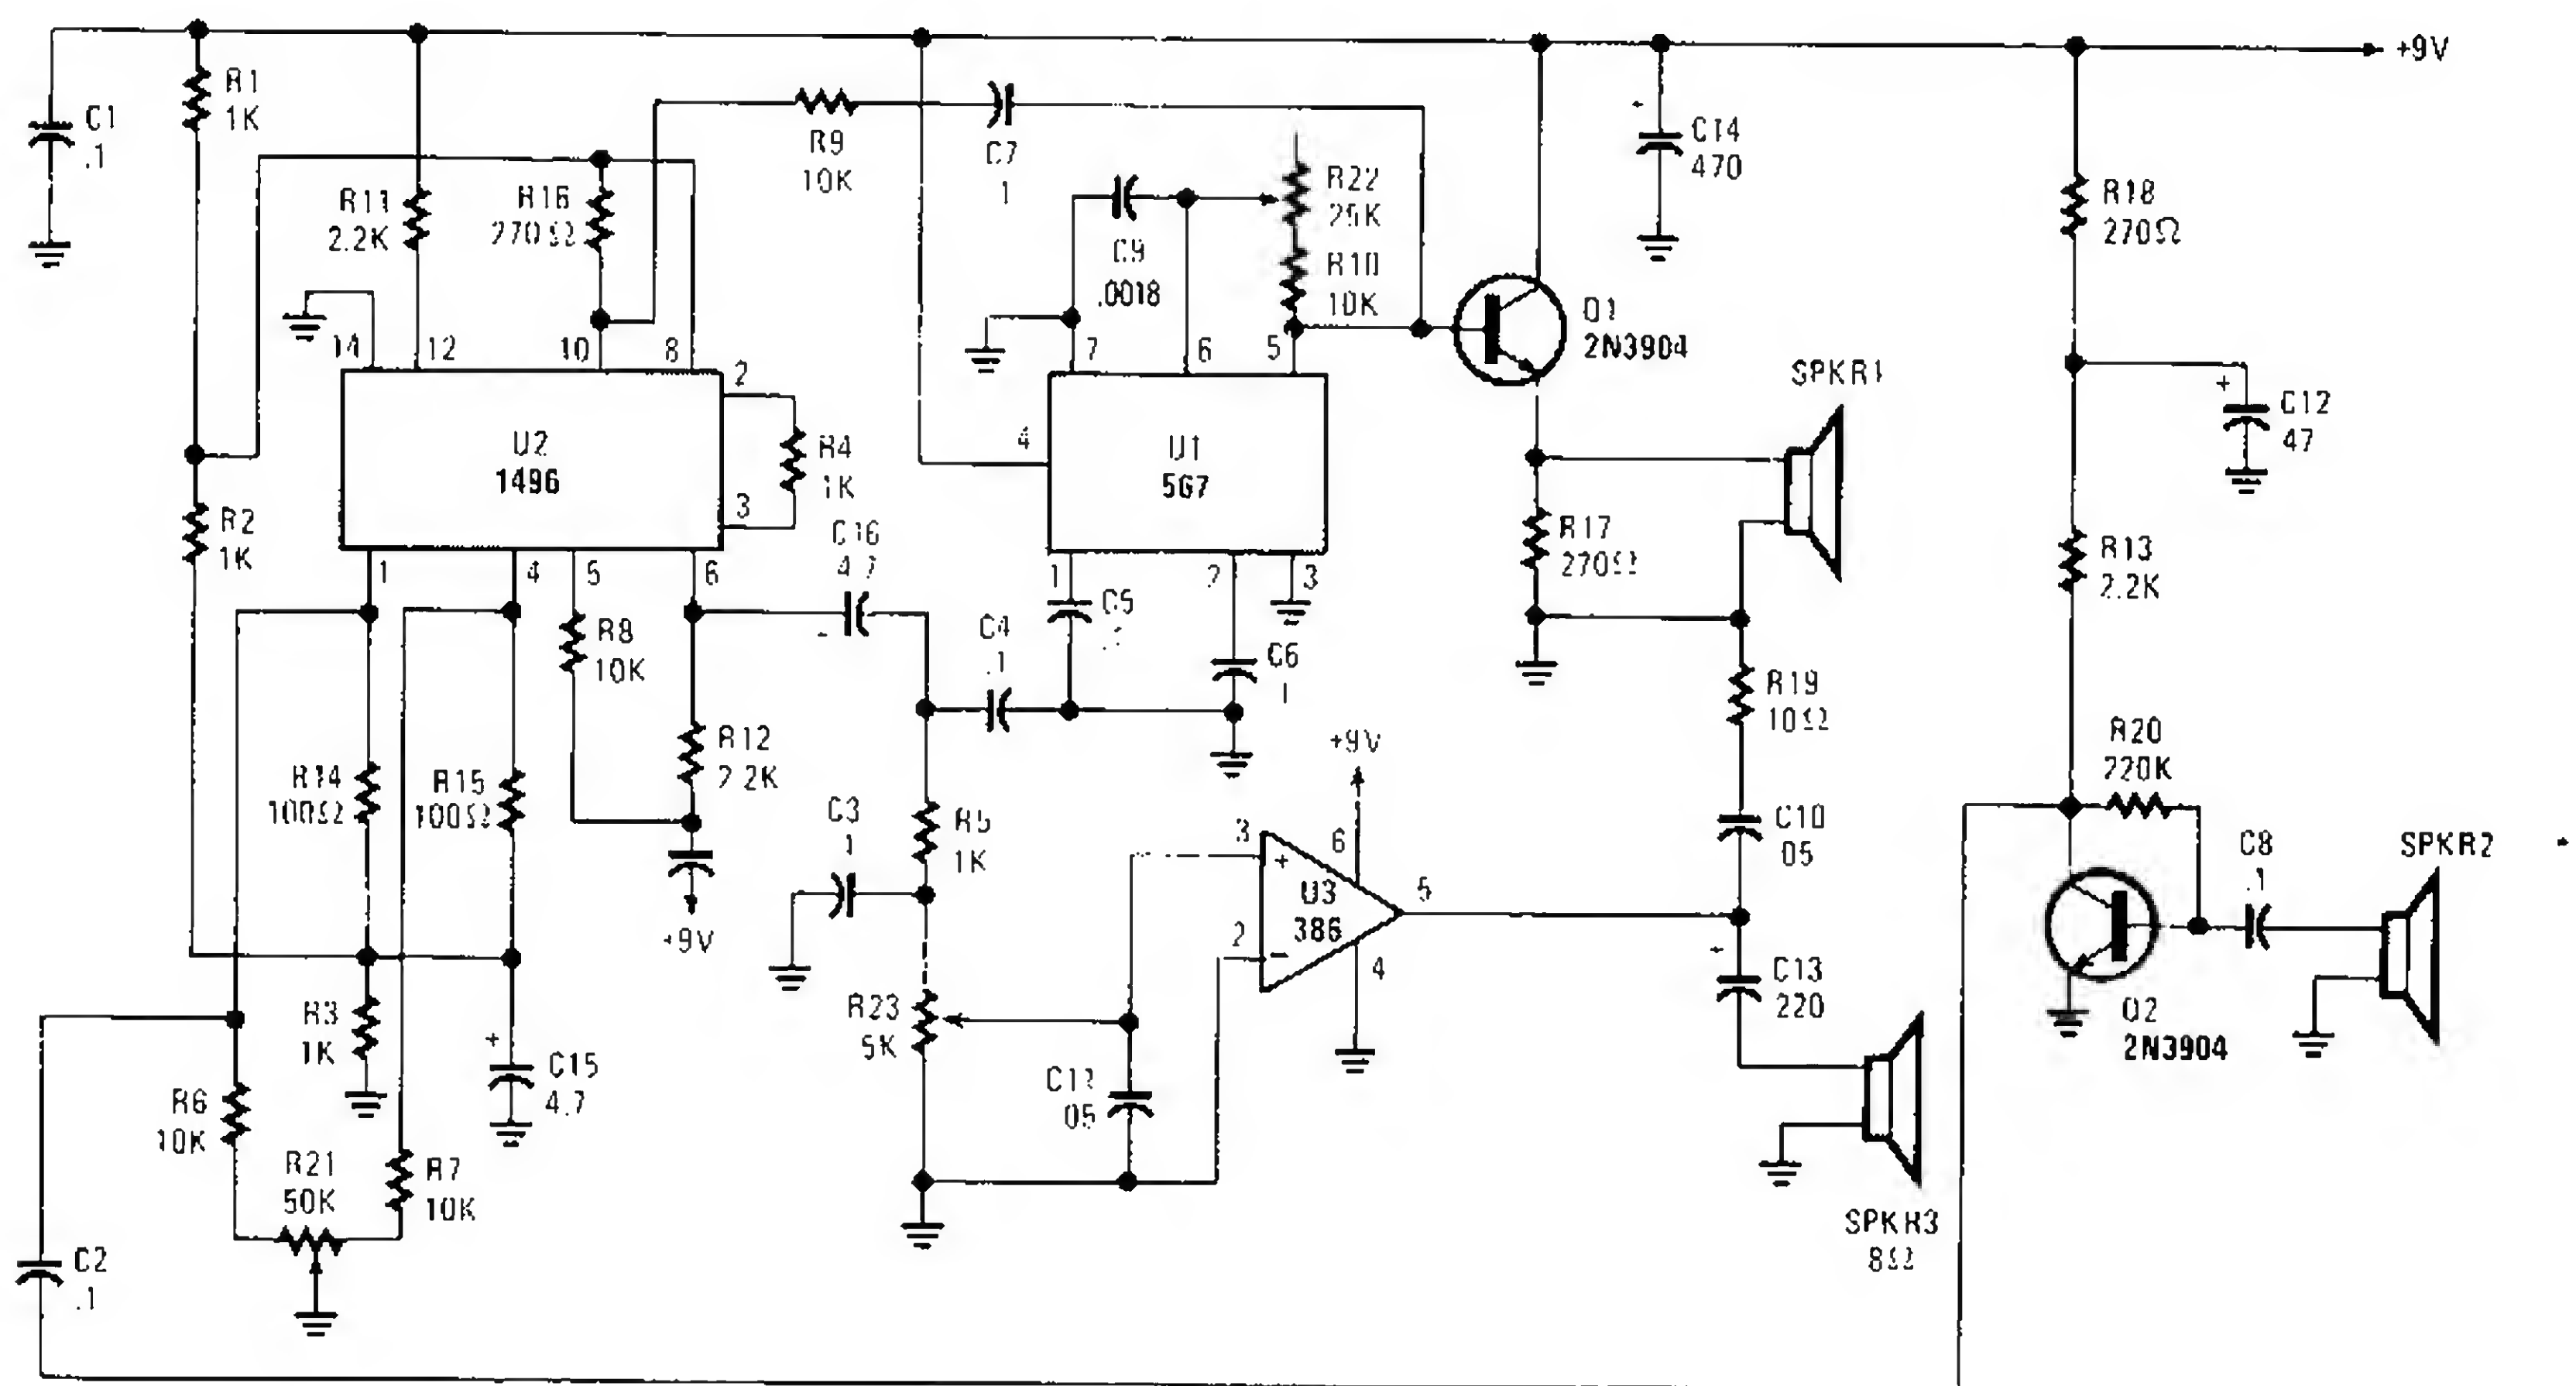 +9V
C1
.1
R1
1K
R11
2.2K
R16
270Ω
R9
10K
C7
1
C9
.0018
R22
25K
R10
10K
C14
470
R18
270Ω
Q1
2N3904
SPKR1
C12
47
+
+
14
12
10
8
2
3
U2
1496
R4
1K
7
6
5
4
U1
567
R2
1K
1
4
5
6
C16
4.7
-
1
2
3
R17
270Ω
R13
2.2K
R8
10K
C4
.1
C5
C6
1
R19
10Ω
R12
2.2K
+9V
R14
100Ω
R15
100Ω
C3
1
R5
1K
+9V
3
+
6
U3
386
5
2
-
4
C10
05
R20
220K
C8
.1
SPKR2
R3
1K
+
C15
4.7
R23
5K
+
C13
220
Q2
2N3904
R6
10K
R21
50K
R7
10K
05
C2
.1
SPKR3
8Ω